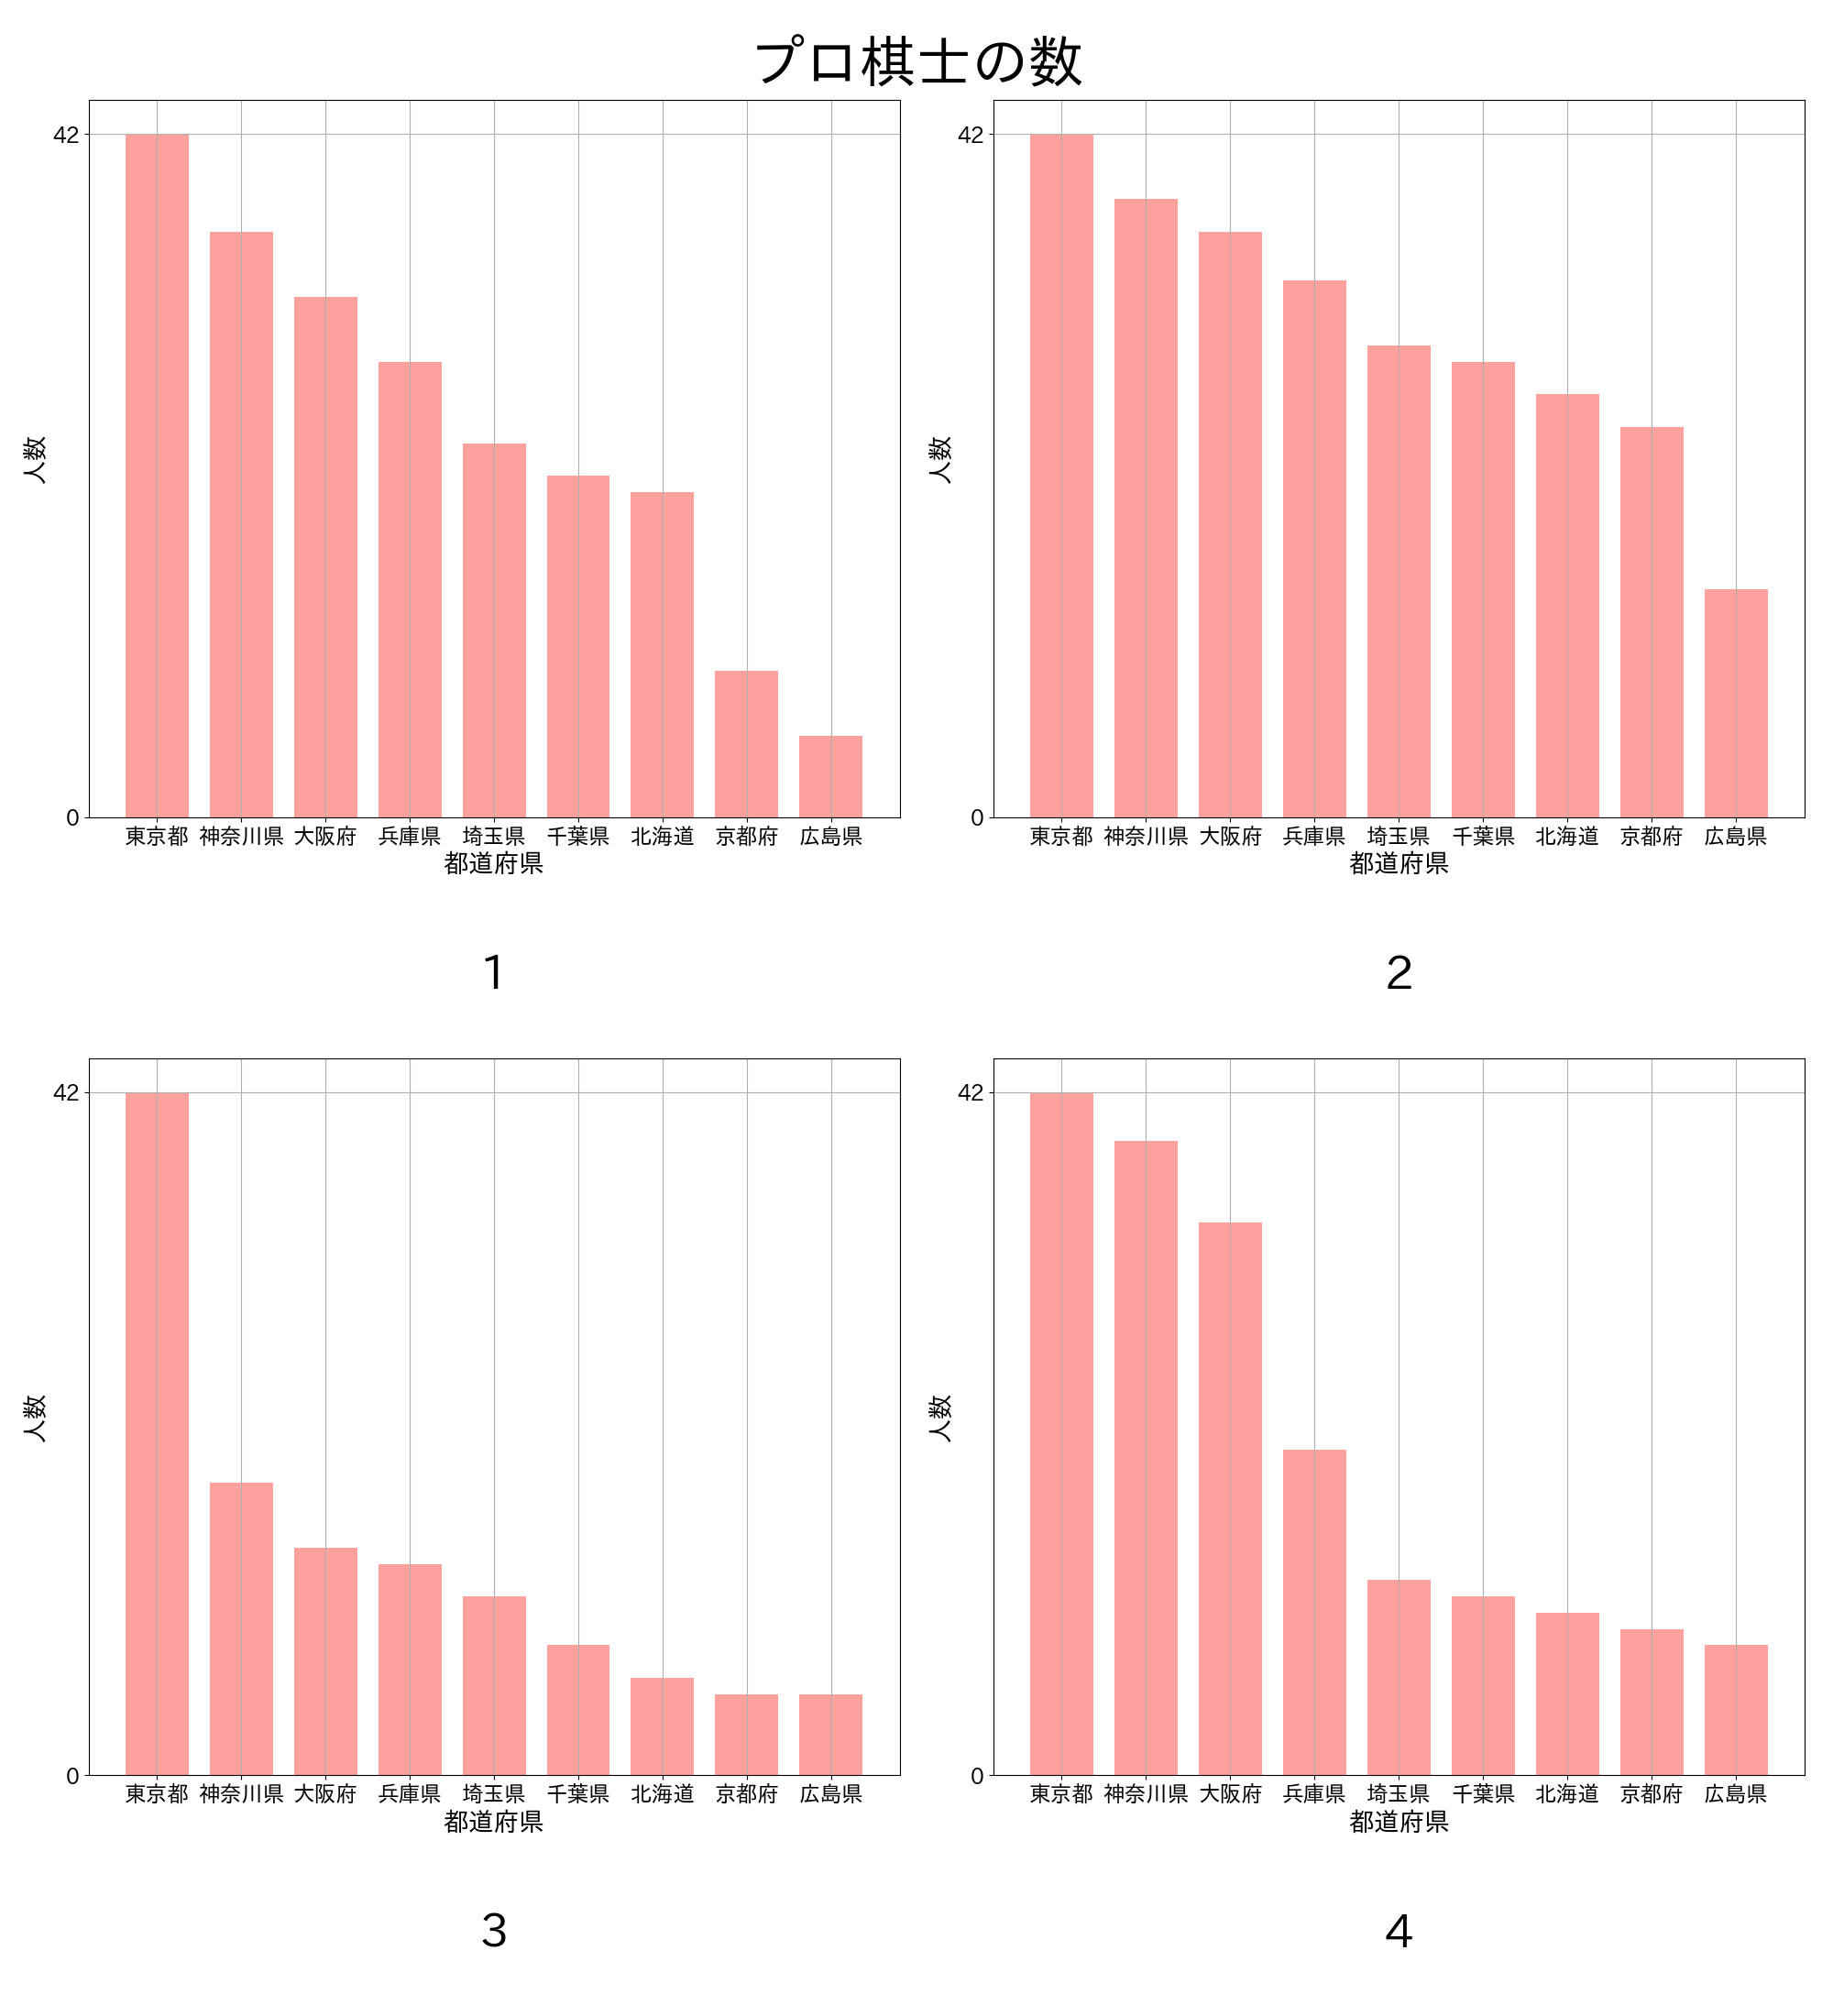 プロ棋士の数
42
人数
0
東京都 神奈川県 大阪府 兵庫県 埼玉県 千葉県 北海道 京都府 広島県
都道府県
1
42
人数
0
東京都 神奈川県 大阪府 兵庫県 埼玉県 千葉県 北海道 京都府 広島県
都道府県
2
42
人数
0
東京都 神奈川県 大阪府 兵庫県 埼玉県 千葉県 北海道 京都府 広島県
都道府県
3
42
人数
0
東京都 神奈川県 大阪府 兵庫県 埼玉県 千葉県 北海道 京都府 広島県
都道府県
4